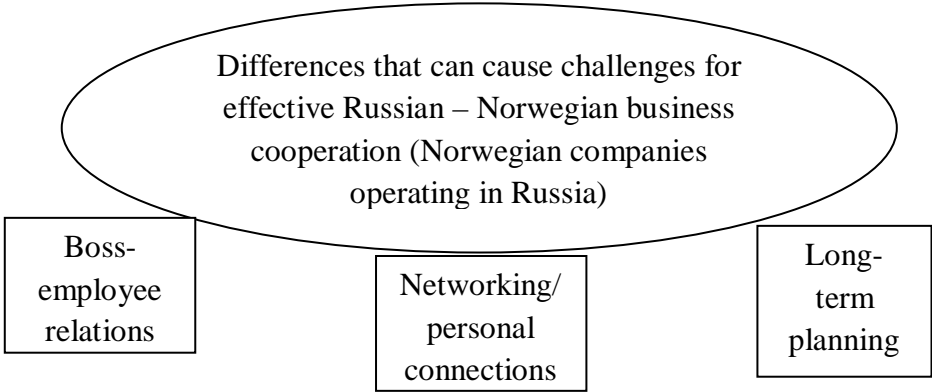 Differences that can cause challenges for
effective Russian – Norwegian business
cooperation (Norwegian companies
operating in Russia)
Boss-
employee
relations
Networking/
personal
connections
Long-
term
planning